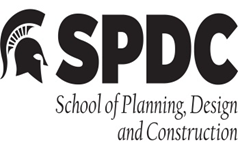 SPDC
School of Planning, Design
and Construction